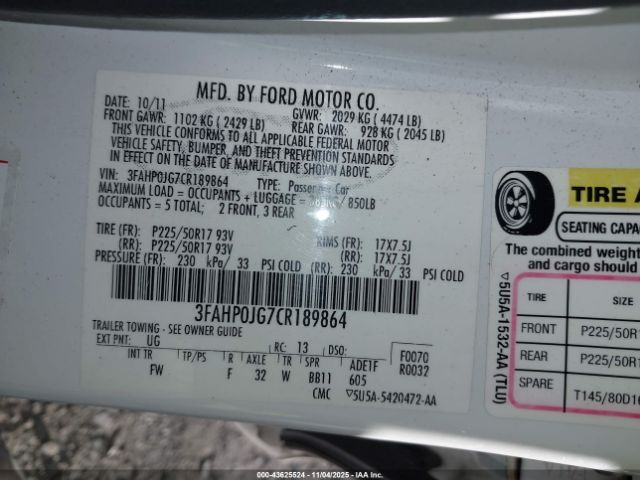 MFD. BY FORD MOTOR CO.
DATE: 10/11 GVWR: 2029 KG ( 4474 LB)
FRONT GAWR: 1102 KG ( 2429 LB) REAR GAWR: 928 KG ( 2045 LB)
THIS VEHICLE CONFORMS TO ALL APPLICABLE FEDERAL MOTOR
VEHICLE SAFETY, BUMPER, AND THEFT PREVENTION STANDARDS
IN EFFECT ON THE DATE OF MANUFACTURE SHOWN ABOVE.
VIN: 3FAHP0JG7CR189864 TYPE: Passenger Car
MAXIMUM LOAD = OCCUPANTS + LUGGAGE = 850LB
OCCUPANTS = 5 TOTAL; 2 FRONT, 3 REAR
TIRE (FR): P225/50R17 93V RIMS (FR): 17X7.5J
(RR): P225/50R17 93V (RR): 17X7.5J
PRESSURE (FR): 230 kPa/ 33 PSI COLD (RR): 230 kPa/ 33 PSI COLD
3FAHP0JG7CR189864
TRAILER TOWING - SEE OWNER GUIDE
EXT PNT: UG RC: 13 DSO: F0070
R0032
INT TR TP/PS R AXLE TR SPR ADE1F
FW F 32 W BB11 605
CMC ▽5U5A-5420472-AA
▽5U5A-1532-AA (TLU)
TIRE
SEATING CAPA
The combined weight
and cargo should
TIRE SIZE
FRONT P225/50R1
REAR P225/50R1
SPARE T145/80D16
000-43625524 - 11/04/2025 - iaai.com